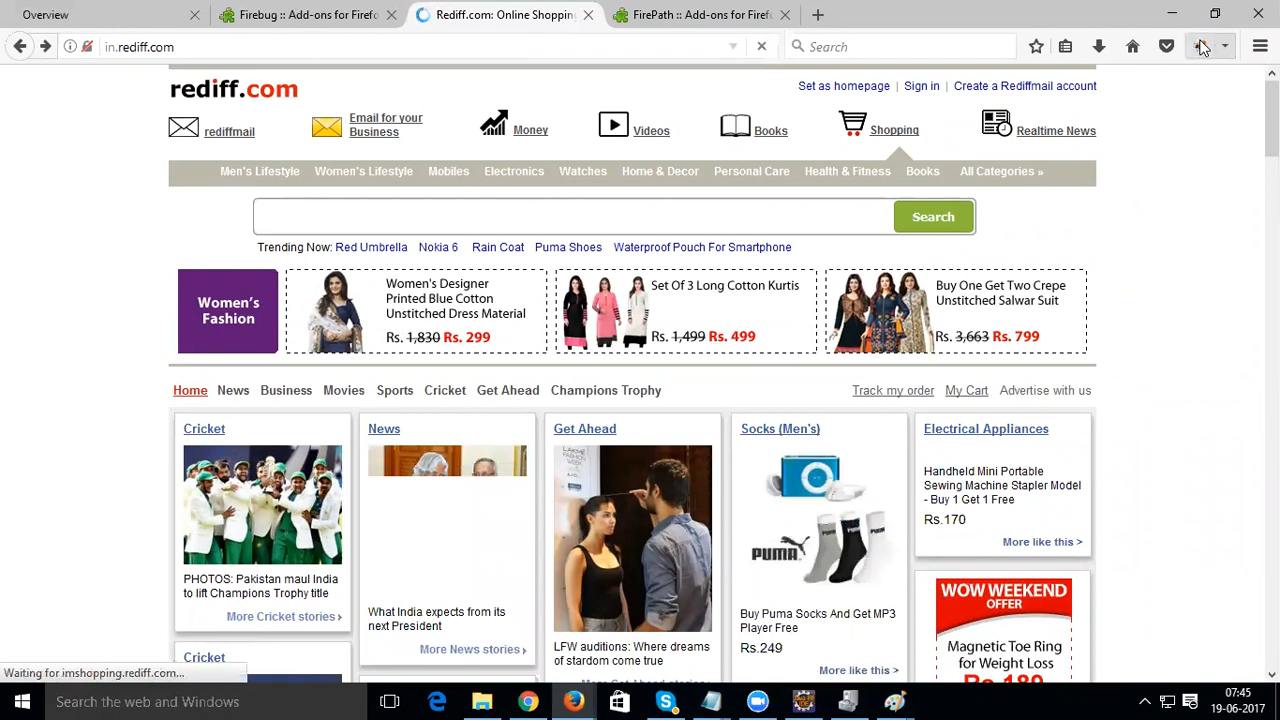 Overview
Firebug :: Add-ons for Firef
Rediff.com: Online Shopping
FirePath :: Add-ons for Firef
in.rediff.com
Search
rediff.com
Set as homepage | Sign in | Create a Rediffmail account
rediffmail
Email for your
Business
Money
Videos
Books
Shopping
Realtime News
Men's Lifestyle Women's Lifestyle Mobiles Electronics Watches Home & Decor Personal Care Health & Fitness Books All Categories »
Search
Trending Now: Red Umbrella Nokia 6 Rain Coat Puma Shoes Waterproof Pouch For Smartphone
Women's
Fashion
Women's Designer
Printed Blue Cotton
Unstitched Dress Material
Rs. 1,830 Rs. 299
Set Of 3 Long Cotton Kurtis
Rs. 1,499 Rs. 499
Buy One Get Two Crepe
Unstitched Salwar Suit
Rs. 3,663 Rs. 799
Home News Business Movies Sports Cricket Get Ahead Champions Trophy
Track my order My Cart Advertise with us
Cricket
PHOTOS: Pakistan maul India
to lift Champions Trophy title
More Cricket stories ›
Cricket
News
What India expects from its
next President
More News stories ›
Get Ahead
LFW auditions: Where dreams
of stardom come true
More Get Ahead stories ›
Socks (Men's)
PUMA
Buy Puma Socks And Get MP3
Player Free
Rs.249
More like this >
Electrical Appliances
Handheld Mini Portable
Sewing Machine Stapler Model
- Buy 1 Get 1 Free
Rs.170
More like this >
WOW WEEKEND
OFFER
Magnetic Toe Ring
for Weight Loss
Rs 189
Waiting for imshopping.rediff.com...
Search the web and Windows
07:45
19-06-2017